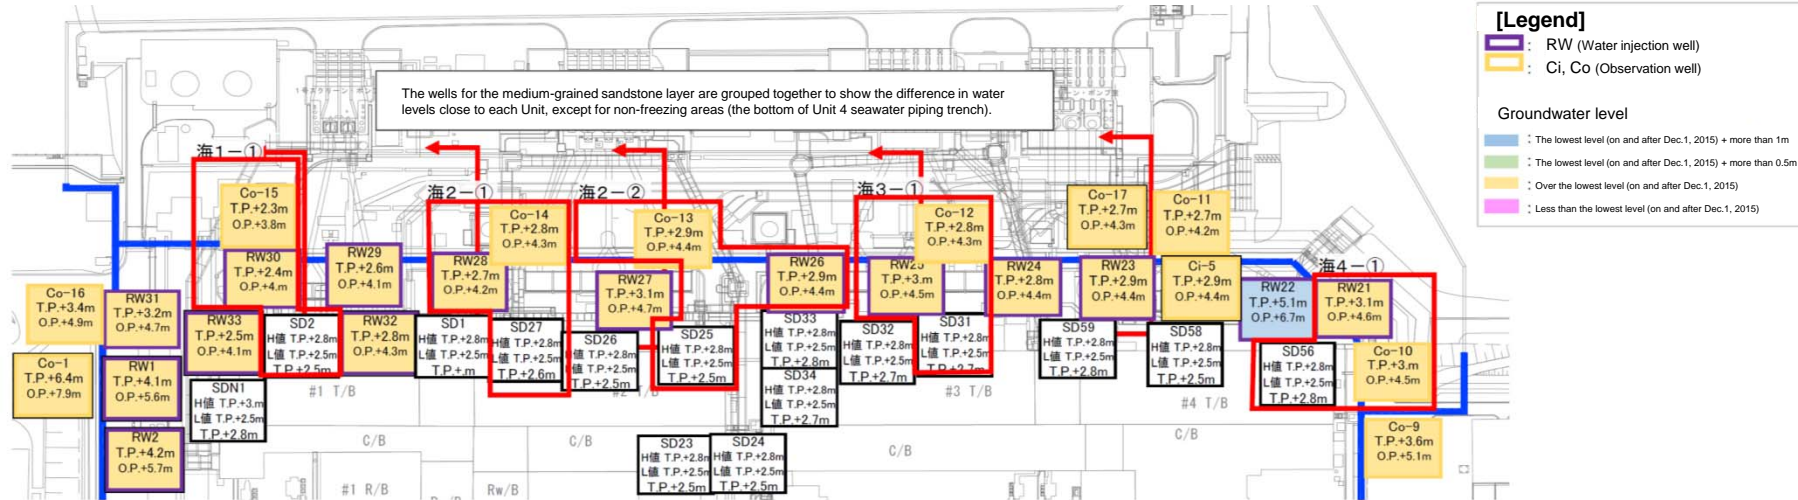 [Legend]
: RW (Water injection well)
: Ci, Co (Observation well)
Groundwater level
: The lowest level (on and after Dec.1, 2015) + more than 1m
: The lowest level (on and after Dec.1, 2015) + more than 0.5m
: Over the lowest level (on and after Dec.1, 2015)
: Less than the lowest level (on and after Dec.1, 2015)
The wells for the medium-grained sandstone layer are grouped together to show the difference in water
levels close to each Unit, except for non-freezing areas (the bottom of Unit 4 seawater piping trench).
海1-①
海2-①
海2-②
海3-①
海4-①
Co-15
T.P.+2.3m
O.P.+3.8m
Co-14
T.P.+2.8m
O.P.+4.3m
Co-13
T.P.+2.9m
O.P.+4.4m
Co-12
T.P.+2.8m
O.P.+4.3m
Co-17
T.P.+2.7m
O.P.+4.3m
Co-11
T.P.+2.7m
O.P.+4.2m
RW30
T.P.+2.4m
O.P.+4.m
RW29
T.P.+2.6m
O.P.+4.1m
RW28
T.P.+2.7m
O.P.+4.2m
RW27
T.P.+3.1m
O.P.+4.7m
RW26
T.P.+2.9m
O.P.+4.4m
RW25
T.P.+3.m
O.P.+4.5m
RW24
T.P.+2.8m
O.P.+4.4m
RW23
T.P.+2.9m
O.P.+4.4m
Ci-5
T.P.+2.9m
O.P.+4.4m
RW22
T.P.+5.1m
O.P.+6.7m
RW21
T.P.+3.1m
O.P.+4.6m
Co-16
T.P.+3.4m
O.P.+4.9m
RW31
T.P.+3.2m
O.P.+4.7m
RW33
T.P.+2.5m
O.P.+4.1m
SD2
H値 T.P.+2.8m
L値 T.P.+2.5m
T.P.+2.5m
RW32
T.P.+2.8m
O.P.+4.3m
SD1
H値 T.P.+2.8m
L値 T.P.+2.5m
T.P.+.m
SD27
H値 T.P.+2.8m
L値 T.P.+2.5m
T.P.+2.6m
SD26
H値 T.P.+2.8m
L値 T.P.+2.5m
T.P.+2.5m
SD25
H値 T.P.+2.8m
L値 T.P.+2.5m
T.P.+2.5m
SD33
H値 T.P.+2.8m
L値 T.P.+2.5m
T.P.+2.8m
SD32
H値 T.P.+2.8m
L値 T.P.+2.5m
T.P.+2.7m
SD31
H値 T.P.+2.8m
L値 T.P.+2.5m
T.P.+2.7m
SD59
H値 T.P.+2.8m
L値 T.P.+2.5m
T.P.+2.8m
SD58
H値 T.P.+2.8m
L値 T.P.+2.5m
T.P.+2.5m
SD56
H値 T.P.+2.8m
L値 T.P.+2.5m
T.P.+2.8m
Co-10
T.P.+3.m
O.P.+4.5m
Co-1
T.P.+6.4m
O.P.+7.9m
RW1
T.P.+4.1m
O.P.+5.6m
SDN1
H値 T.P.+3.m
L値 T.P.+2.5m
T.P.+2.8m
SD34
H値 T.P.+2.8m
L値 T.P.+2.5m
T.P.+2.7m
#1 T/B
#3 T/B
#4 T/B
RW2
T.P.+4.2m
O.P.+5.7m
Co-9
T.P.+3.6m
O.P.+5.1m
C/B
C/B
C/B
C/B
SD23
H値 T.P.+2.8m
L値 T.P.+2.5m
T.P.+2.5m
SD24
H値 T.P.+2.8m
L値 T.P.+2.5m
T.P.+2.5m
#1 R/B
Rw/B